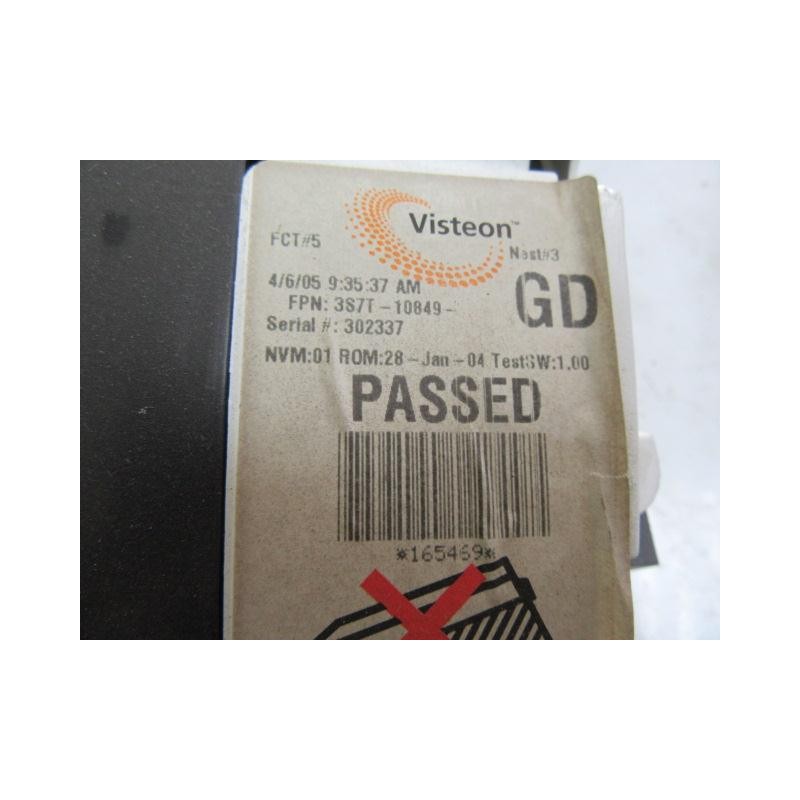 Visteon™
FCT#5
Nest#3
4/6/05 9:35:37 AM
GD
FPN: 3S7T-10849-
Serial #: 302337
NVM:01 ROM:28-Jan-04 TestSW:1.00
PASSED
*165469*